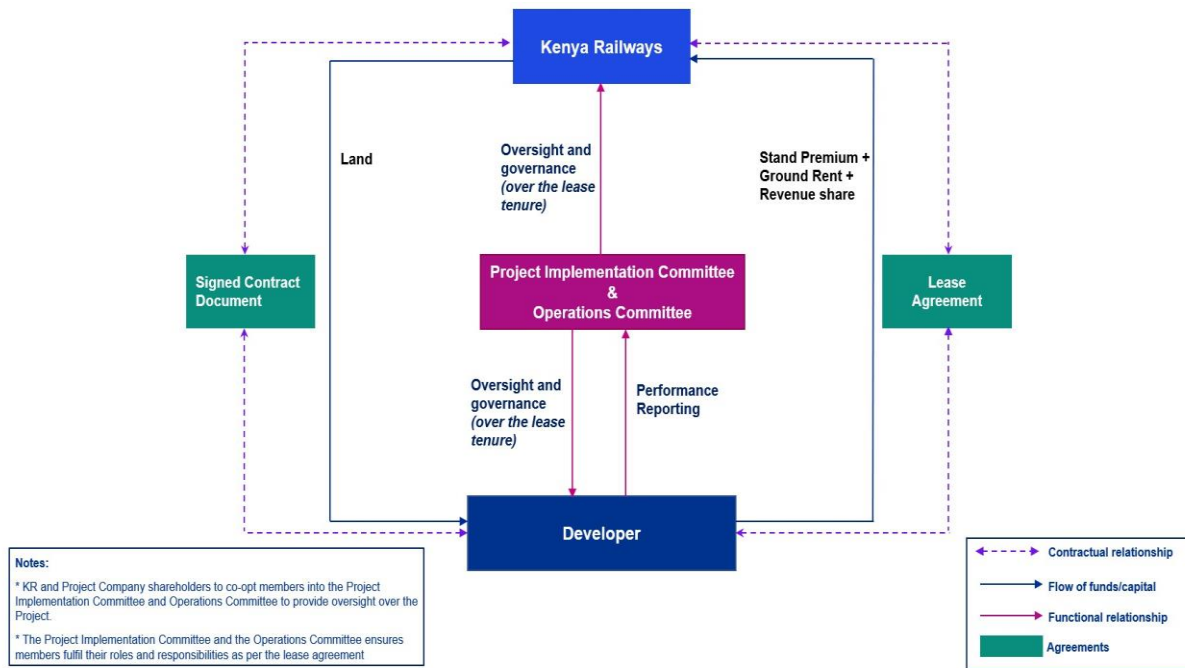 Kenya Railways
Land
Oversight and
governance
(over the lease
tenure)
Stand Premium +
Ground Rent +
Revenue share
Signed Contract
Document
Project Implementation Committee
&
Operations Committee
Lease
Agreement
Oversight and
governance
(over the lease
tenure)
Performance
Reporting
Developer
Notes:
* KR and Project Company shareholders to co-opt members into the Project
Implementation Committee and Operations Committee to provide oversight over the
Project.
* The Project Implementation Committee and the Operations Committee ensures
members fulfil their roles and responsibilities as per the lease agreement
Contractual relationship
Flow of funds/capital
Functional relationship
Agreements